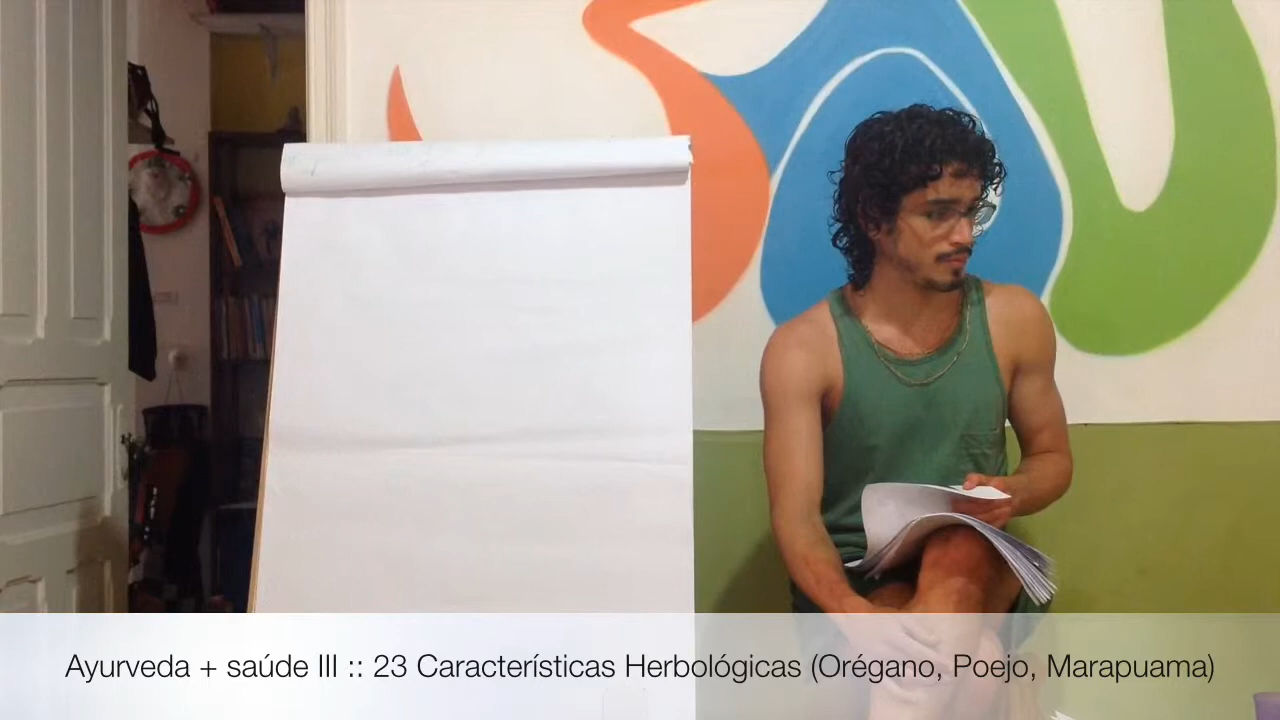 Ayurveda + saúde III :: 23 Características Herbológicas (Orégano, Poejo, Marapuama)